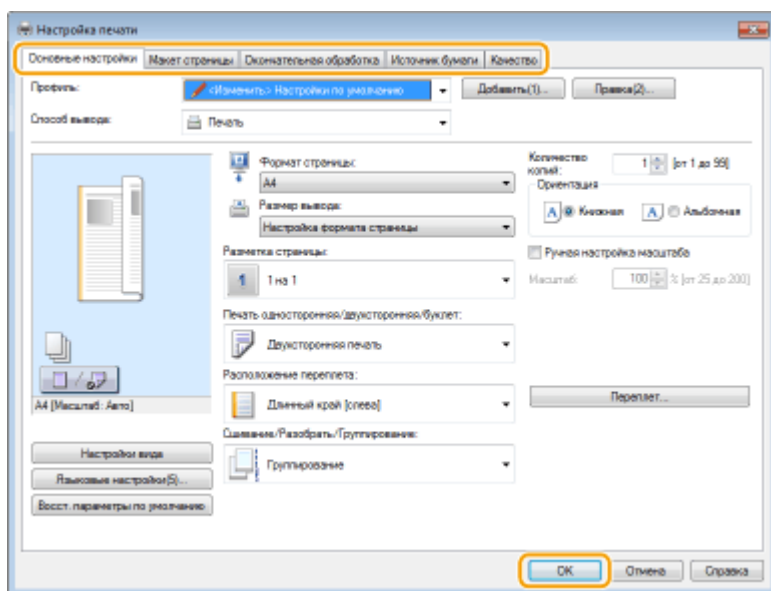 Настройка печати
Основные настройки Макет страницы Окончательная обработка Источник бумаги Качество
Профиль: <Изменить> Настройки по умолчанию Добавить(1)... Правка(2)...
Способ вывода: Печать
Формат страницы:
A4
Размер вывода:
Настройка формата страницы
Разметка страницы:
1 1 на 1
Печать односторонняя/двухсторонняя/буклет:
Двухсторонняя печать
Расположение переплета:
Длинный край [слева]
Сшивание/Разобрать/Группирование:
Группирование
Количество копий: 1 [от 1 до 99]
Ориентация
A Книжная A Альбомная
Ручная настройка масштаба
Масштаб: 100 % [от 25 до 200]
Переплет...
A4 [Масштаб: Авто]
Настройки вида
Языковые настройки(5)...
Восст. параметры по умолчанию
OK Отмена Справка